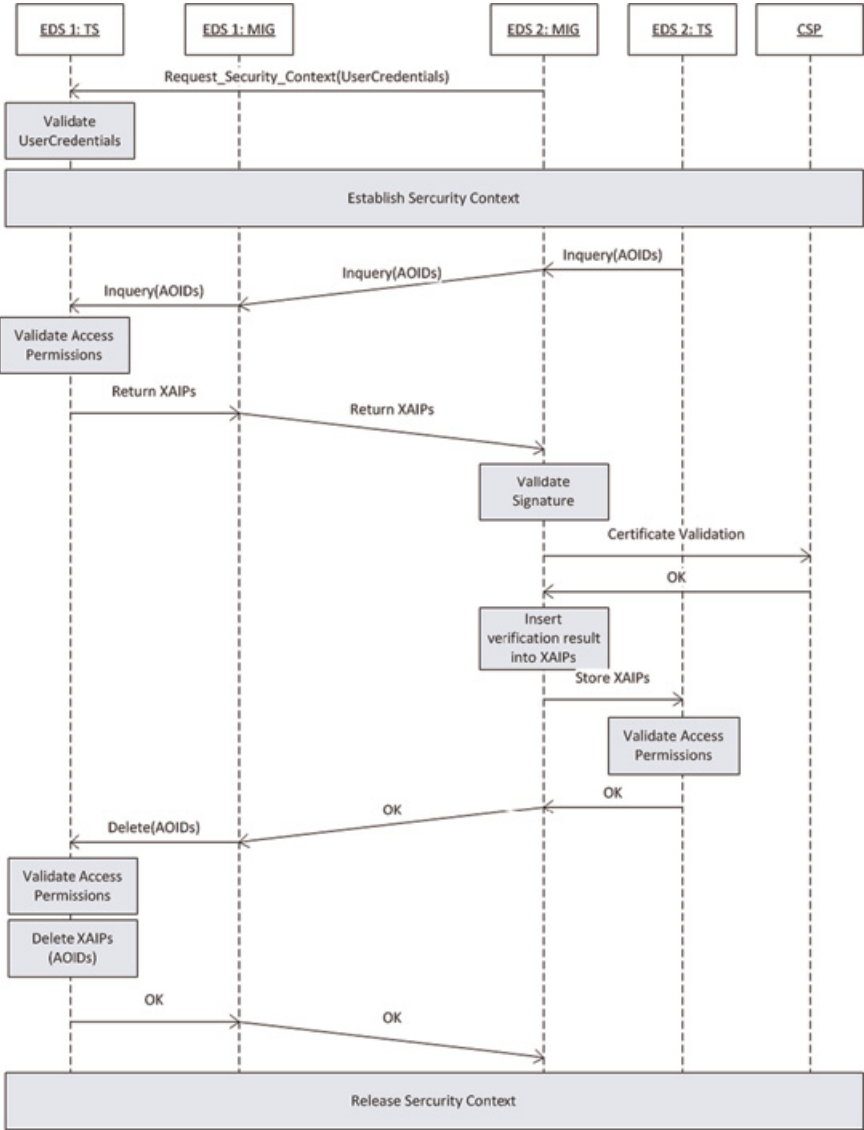 EDS 1: TS
EDS 1: MIG
EDS 2: MIG
EDS 2: TS
CSP
Request_Security_Context(UserCredentials)
Validate
UserCredentials
Establish Sercurity Context
Inquery(AOIDs)
Inquery(AOIDs)
Inquery(AOIDs)
Validate Access
Permissions
Return XAIPs
Return XAIPs
Validate
Signature
Certificate Validation
OK
Insert
verification result
into XAIPs
Store XAIPs
Validate Access
Permissions
OK
OK
Delete(AOIDs)
Validate Access
Permissions
Delete XAIPs
(AOIDs)
OK
OK
Release Sercurity Context